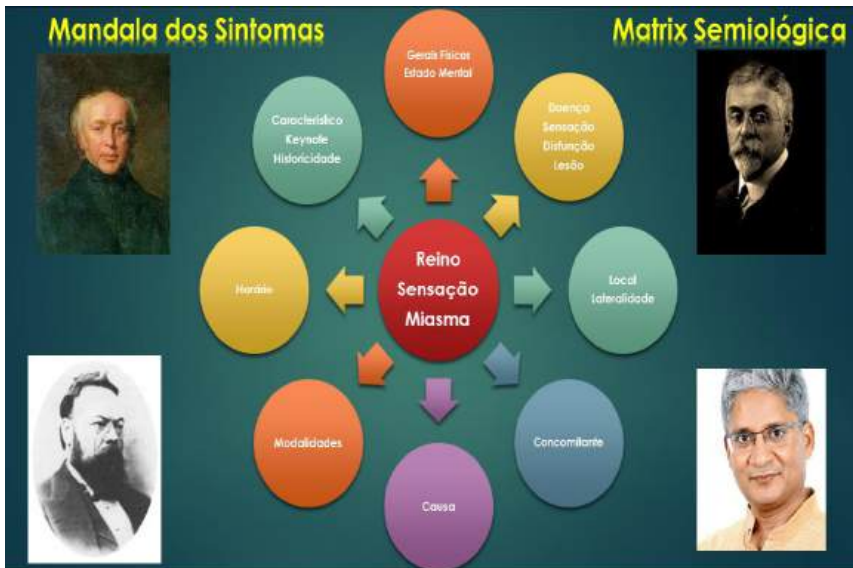 Mandala dos Sintomas
Matrix Semiológica
Gerais Físicos
Estado Mental
Doença
Sensação
Disfunção
Lesão
Local
Lateralidade
Concomitante
Causa
Modalidades
Horário
Característico
Keynote
Historicidade
Reino
Sensação
Miasma